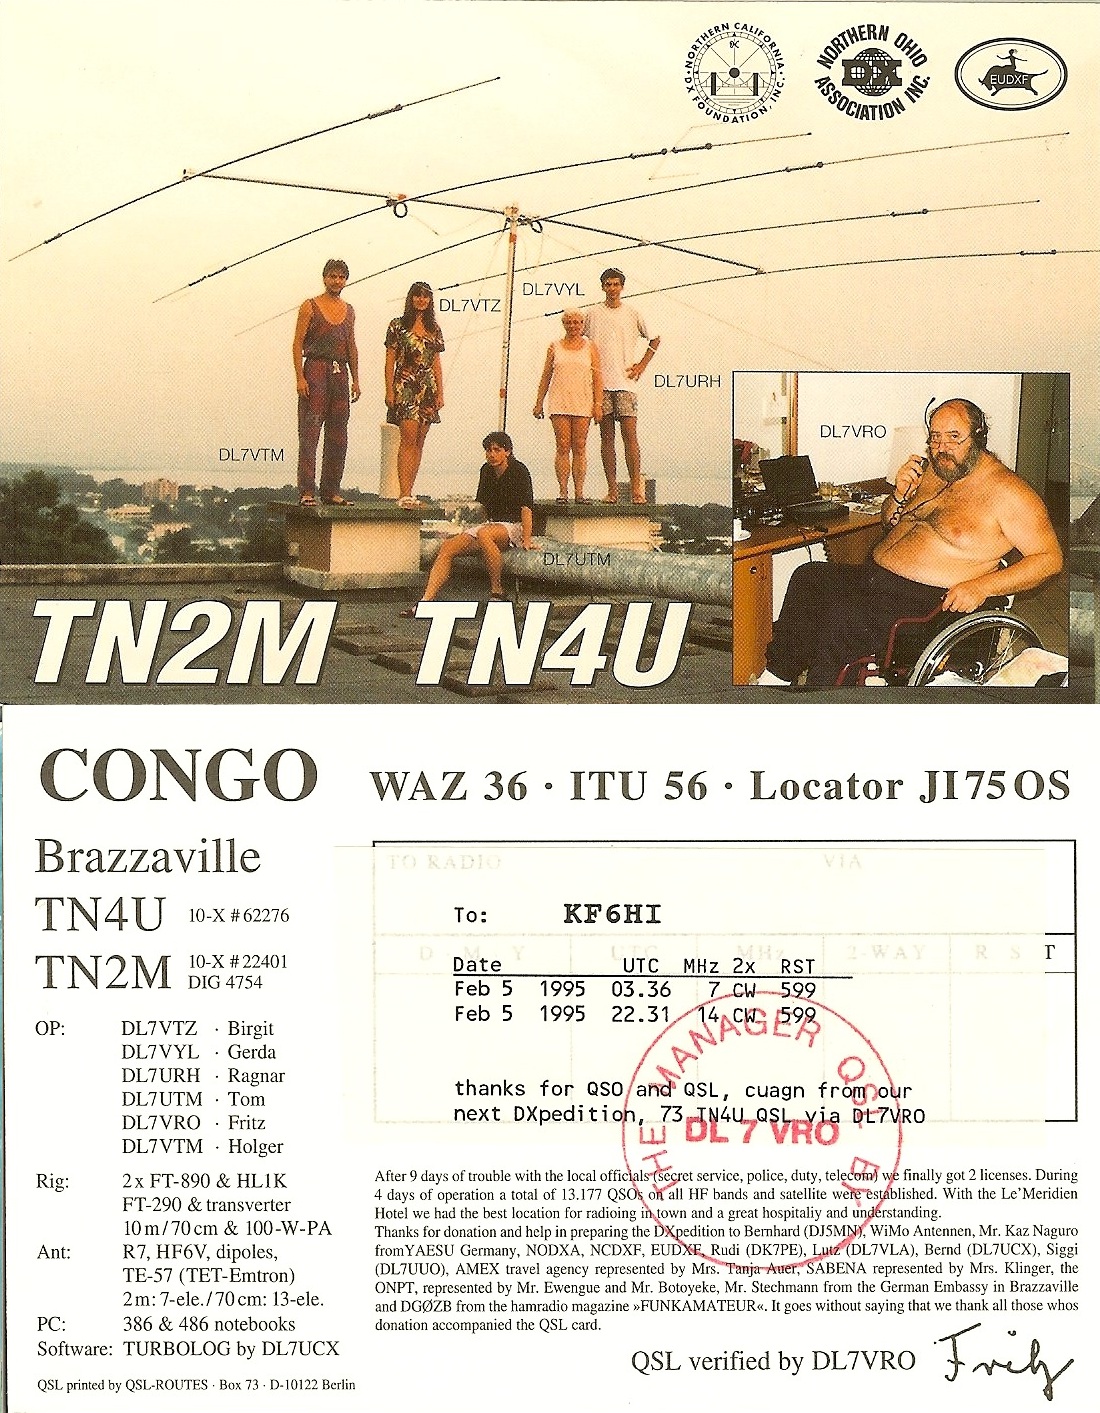 NORTHERN CALIFORNIA
DX
D·X FOUNDATION, INC.
NORTHERN OHIO
DX
ASSOCIATION INC.
EUDXF
DL7VTZ
DL7VYL
DL7URH
DL7VRO
DL7VTM
DL7UTM
TN2M TN4U
CONGO
WAZ 36 · ITU 56 · Locator JI75OS
Brazzaville
TN4U 10-X # 62276
TN2M 10-X # 22401
DIG 4754
OP: DL7VTZ · Birgit
DL7VYL · Gerda
DL7URH · Ragnar
DL7UTM · Tom
DL7VRO · Fritz
DL7VTM · Holger
Rig: 2x FT-890 & HL1K
FT-290 & transverter
10m/70cm & 100-W-PA
Ant: R7, HF6V, dipoles,
TE-57 (TET-Emtron)
2m: 7-ele./70cm: 13-ele.
PC: 386 & 486 notebooks
Software: TURBOLOG by DL7UCX
QSL printed by QSL-ROUTES · Box 73 · D-10122 Berlin
TO RADIO VIA
To: KF6HI
D M Y UTC MHz 2-WAY R S T
Date UTC MHz 2x RST
Feb 5 1995 03.36 7 CW 599
Feb 5 1995 22.31 14 CW 599
thanks for QSO and QSL, cuagn from our
next DXpedition, 73 TN4U QSL via DL7VRO
THE MANAGER QSL BY
DL 7 VRO
After 9 days of trouble with the local officials (secret service, police, duty, telecom) we finally got 2 licenses. During
4 days of operation a total of 13.177 QSOs on all HF bands and satellite were established. With the Le'Meridien
Hotel we had the best location for radioing in town and a great hospitaliy and understanding.
Thanks for donation and help in preparing the DXpedition to Bernhard (DJ5MN), WiMo Antennen, Mr. Kaz Naguro
fromYAESU Germany, NODXA, NCDXF, EUDXF, Rudi (DK7PE), Lutz (DL7VLA), Bernd (DL7UCX), Siggi
(DL7UUO), AMEX travel agency represented by Mrs. Tanja Auer, SABENA represented by Mrs. Klinger, the
ONPT, represented by Mr. Ewengue and Mr. Botoyeke, Mr. Stechmann from the German Embassy in Brazzaville
and DGØZB from the hamradio magazine »FUNKAMATEUR«. It goes without saying that we thank all those whos
donation accompanied the QSL card.
QSL verified by DL7VRO Fritz